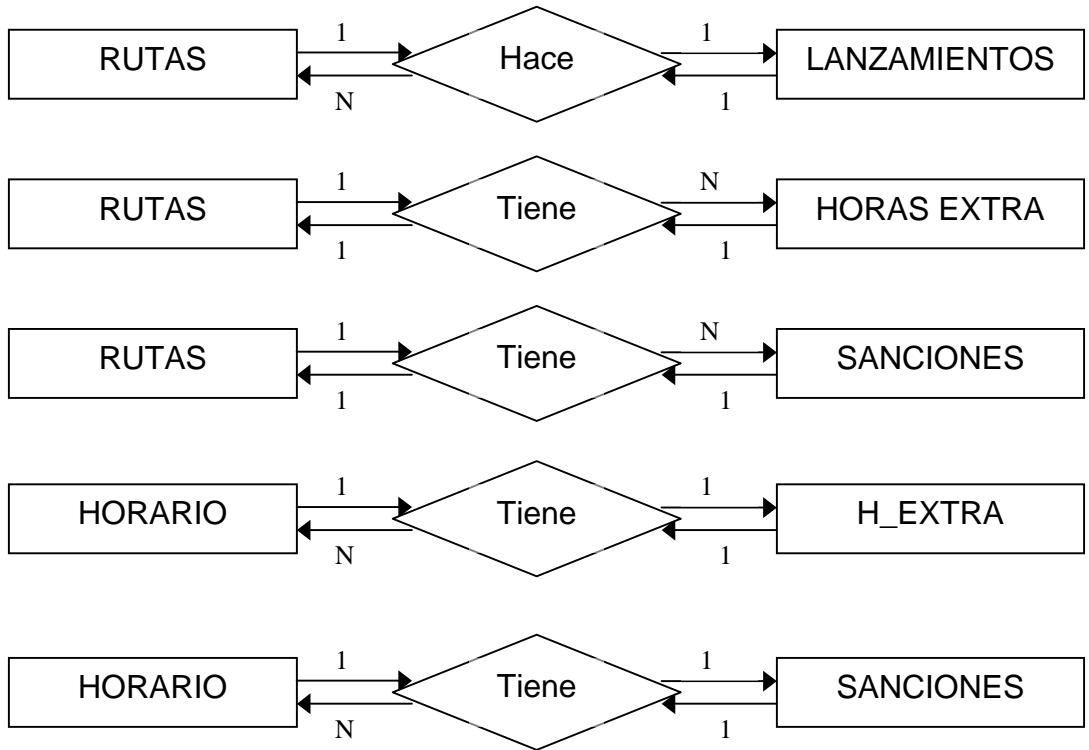 1 1
RUTAS Hace LANZAMIENTOS
N 1
1 N
RUTAS Tiene HORAS EXTRA
1 1
1 N
RUTAS Tiene SANCIONES
1 1
1 1
HORARIO Tiene H_EXTRA
N 1
1 1
HORARIO Tiene SANCIONES
N 1